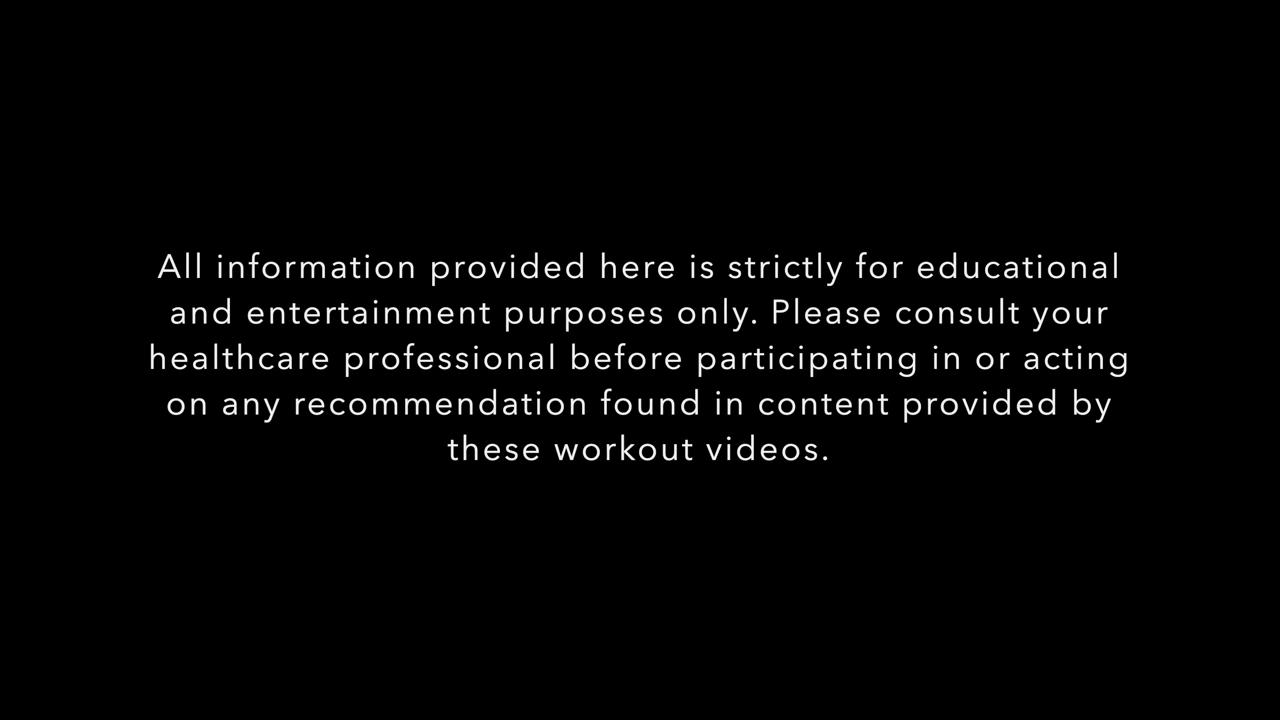 All information provided here is strictly for educational
and entertainment purposes only. Please consult your
healthcare professional before participating in or acting
on any recommendation found in content provided by
these workout videos.